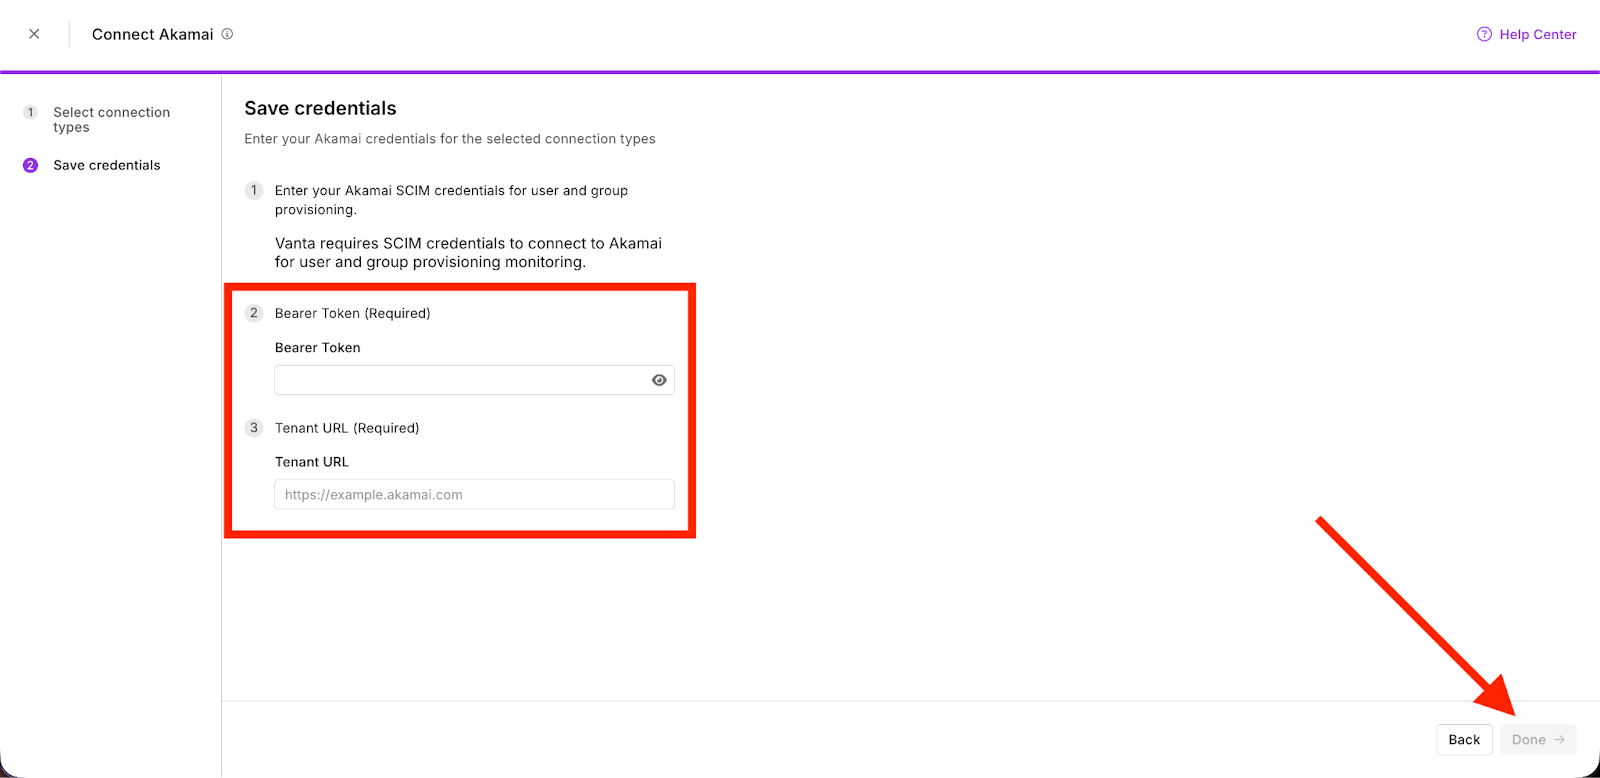 Connect Akamai
Help Center
1 Select connection
types
2 Save credentials
Save credentials
Enter your Akamai credentials for the selected connection types
1 Enter your Akamai SCIM credentials for user and group
provisioning.
Vanta requires SCIM credentials to connect to Akamai
for user and group provisioning monitoring.
2 Bearer Token (Required)
Bearer Token
3 Tenant URL (Required)
Tenant URL
https://example.akamai.com
Back
Done